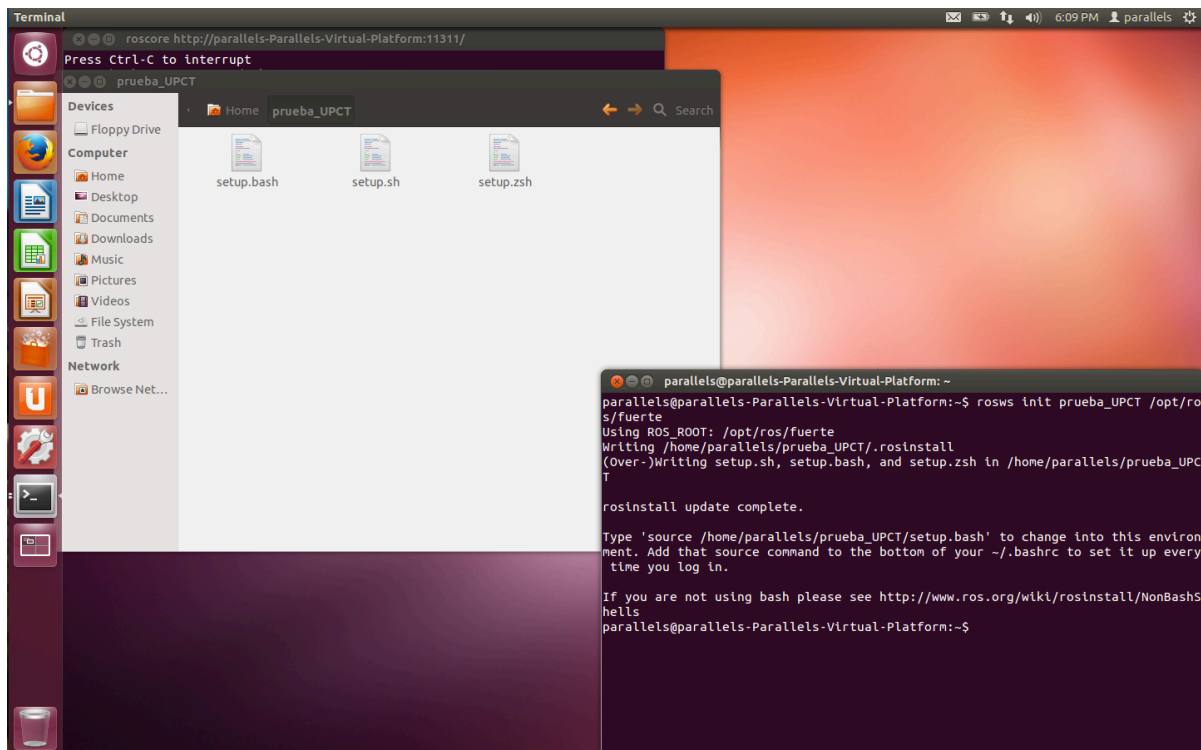 Terminal
6:09 PM parallels
roscore http://parallels-Parallels-Virtual-Platform:11311/
Press Ctrl-C to interrupt
prueba_UPCT
Devices
Floppy Drive
Computer
Home
Desktop
Documents
Downloads
Music
Pictures
Videos
File System
Trash
Network
Browse Net...
Home prueba_UPCT Search
setup.bash setup.sh setup.zsh
parallels@parallels-Parallels-Virtual-Platform: ~
parallels@parallels-Parallels-Virtual-Platform:~$ rosws init prueba_UPCT /opt/ro
s/fuerte
Using ROS_ROOT: /opt/ros/fuerte
Writing /home/parallels/prueba_UPCT/.rosinstall
(Over-)Writing setup.sh, setup.bash, and setup.zsh in /home/parallels/prueba_UPC
T
rosinstall update complete.
Type 'source /home/parallels/prueba_UPCT/setup.bash' to change into this environ
ment. Add that source command to the bottom of your ~/.bashrc to set it up every
time you log in.
If you are not using bash please see http://www.ros.org/wiki/rosinstall/NonBashS
hells
parallels@parallels-Parallels-Virtual-Platform:~$